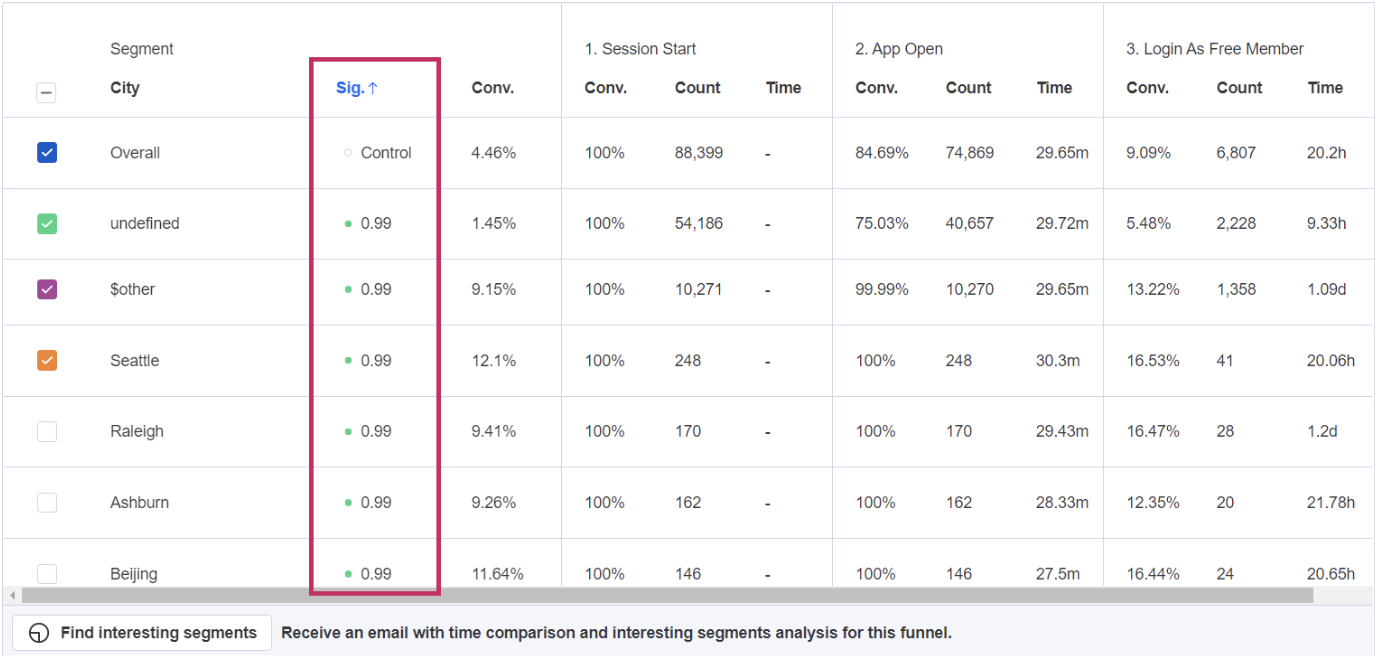 Segment 1. Session Start 2. App Open 3. Login As Free Member
City Sig.↑ Conv. Conv. Count Time Conv. Count Time Conv. Count Time
Overall Control 4.46% 100% 88,399 - 84.69% 74,869 29.65m 9.09% 6,807 20.2h
undefined 0.99 1.45% 100% 54,186 - 75.03% 40,657 29.72m 5.48% 2,228 9.33h
$other 0.99 9.15% 100% 10,271 - 99.99% 10,270 29.65m 13.22% 1,358 1.09d
Seattle 0.99 12.1% 100% 248 - 100% 248 30.3m 16.53% 41 20.06h
Raleigh 0.99 9.41% 100% 170 - 100% 170 29.43m 16.47% 28 1.2d
Ashburn 0.99 9.26% 100% 162 - 100% 162 28.33m 12.35% 20 21.78h
Beijing 0.99 11.64% 100% 146 - 100% 146 27.5m 16.44% 24 20.65h
Find interesting segments Receive an email with time comparison and interesting segments analysis for this funnel.